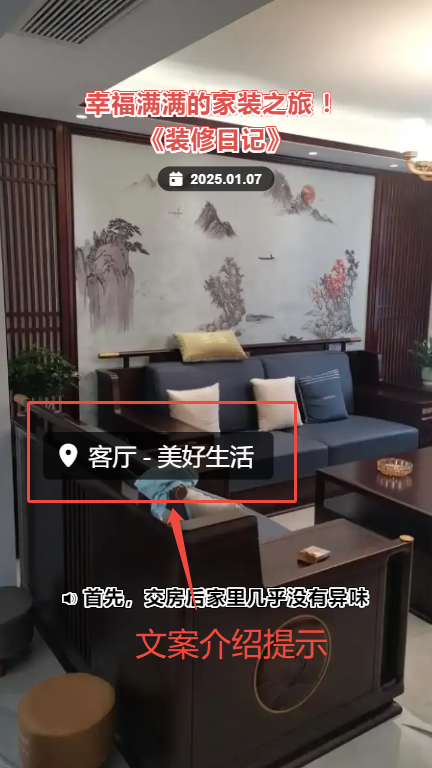 幸福满满的家装之旅！
《装修日记》
2025.01.07
客厅 - 美好生活
首先，交房后家里几乎没有异味
文案介绍提示